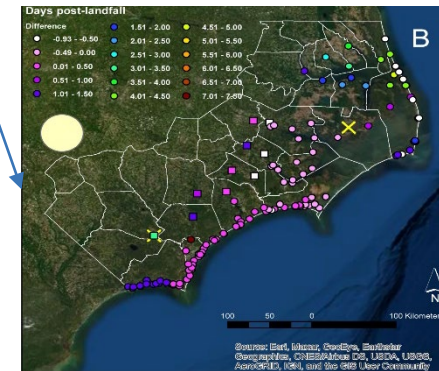 Days post-landfall
Difference
B
-0.93 - -0.50
-0.49 - 0.00
0.01 - 0.50
0.51 - 1.00
1.01 - 1.50
1.51 - 2.00
2.01 - 2.50
2.51 - 3.00
3.01 - 3.50
3.51 - 4.00
4.01 - 4.50
4.51 - 5.00
5.01 - 5.50
5.51 - 6.00
6.01 - 6.50
6.51 - 7.00
7.01 - 7.50
N
100 50 0 100 Kilometers
Source: Esri, Maxar, GeoEye, Earthstar
Geographics, CNES/Airbus DS, USDA, USGS,
AeroGRID, IGN, and the GIS User Community